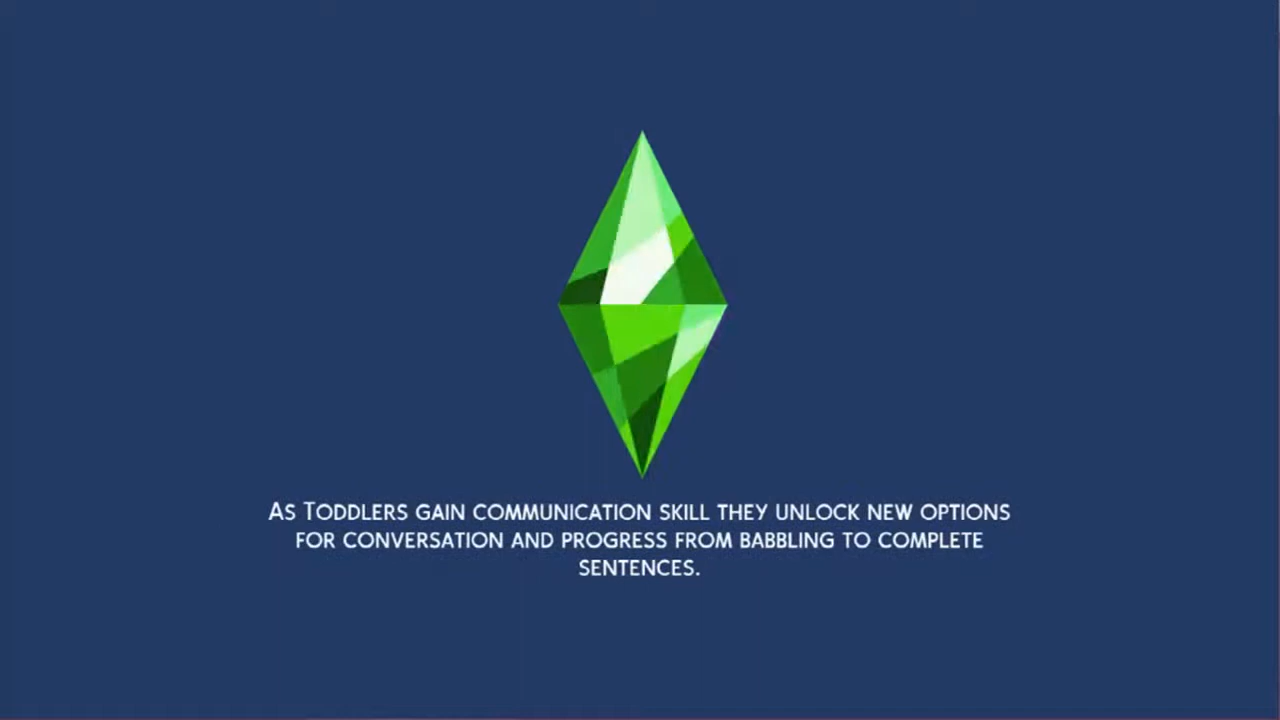 As Toddlers gain communication skill they unlock new options
for conversation and progress from babbling to complete
sentences.